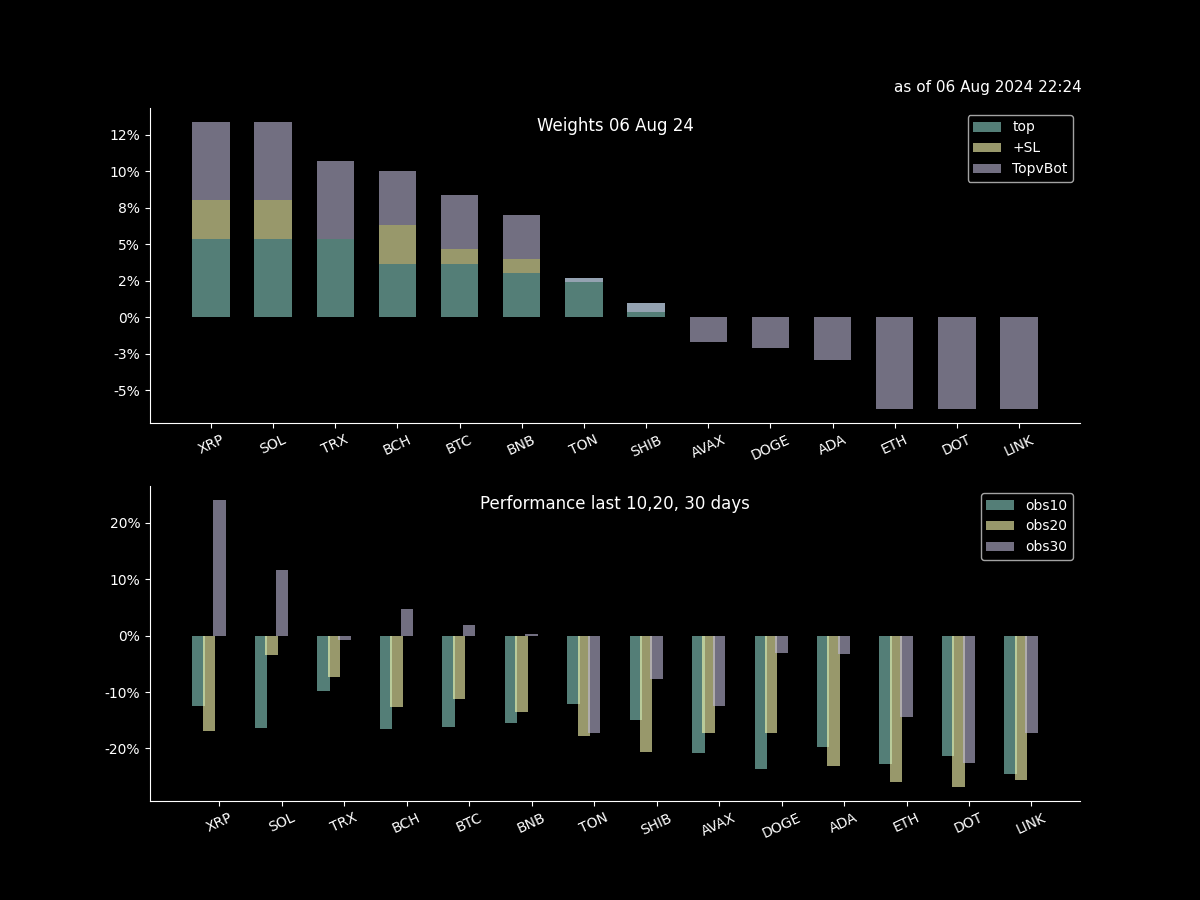 as of 06 Aug 2024 22:24
Weights 06 Aug 24
top
+SL
TopvBot
12%
10%
8%
5%
2%
0%
-3%
-5%
XRP SOL TRX BCH BTC BNB TON SHIB AVAX DOGE ADA ETH DOT LINK
Performance last 10,20, 30 days
obs10
obs20
obs30
20%
10%
0%
-10%
-20%
XRP SOL TRX BCH BTC BNB TON SHIB AVAX DOGE ADA ETH DOT LINK